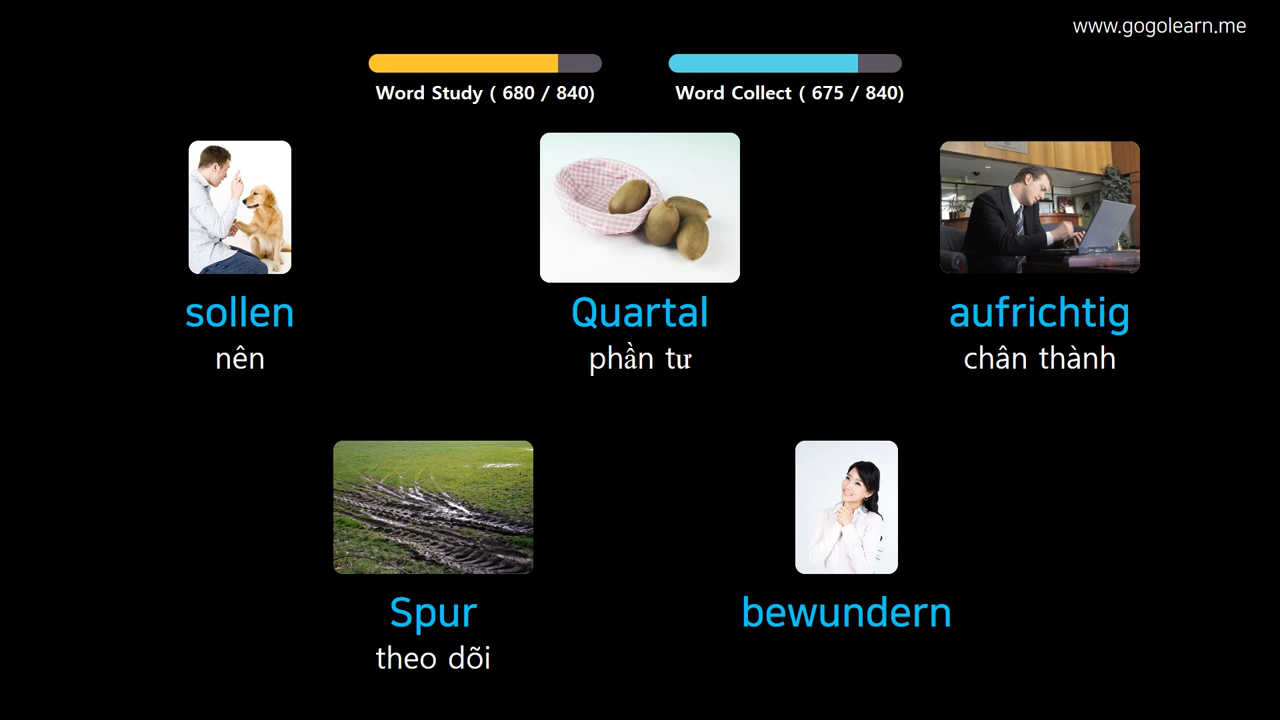 www.gogolearn.me
Word Study ( 680 / 840)
Word Collect ( 675 / 840)
sollen
nên
Quartal
phần tư
aufrichtig
chân thành
Spur
theo dõi
bewundern